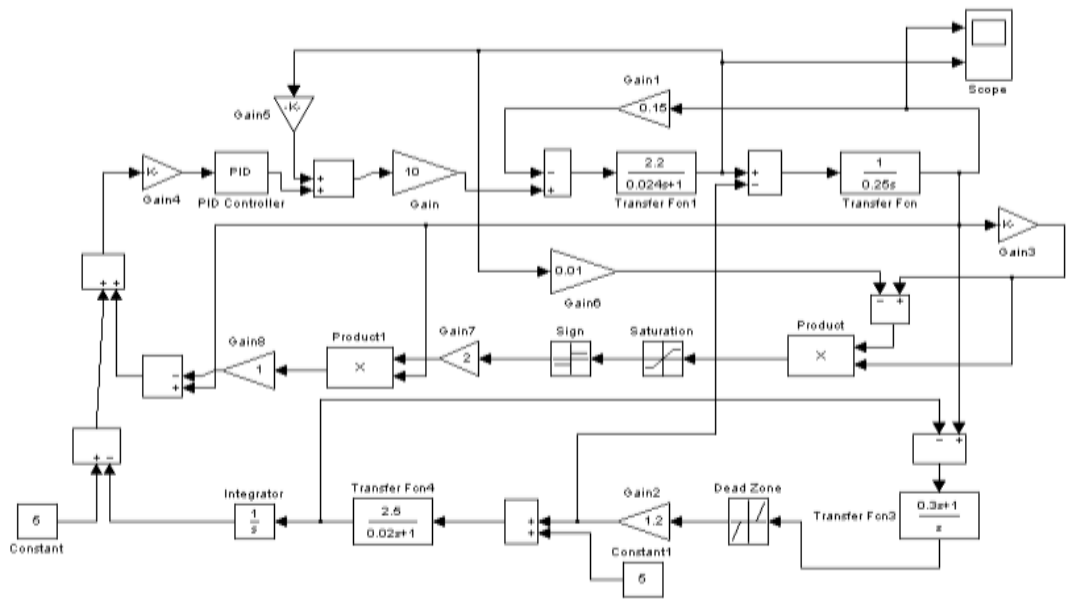 Scope
Gain1
0.15
-K-
Gain5
K-
Gain4
PID
PID Controller
+
+
10
Gain
-
+
2.2
0.024s+1
Transfer Fcn1
+
-
1
0.25s
Transfer Fcn
K-
Gain3
+ +
0.01
Gain6
- +
Gain8
1
Product1
×
Gain7
2
Sign
Saturation
Product
×
-
+
+ -
- +
Integrator
1
s
Transfer Fcn4
2.5
0.02s+1
+
+
Gain2
1.2
Dead Zone
Transfer Fcn3
0.3s+1
s
6
Constant
Constant1
6